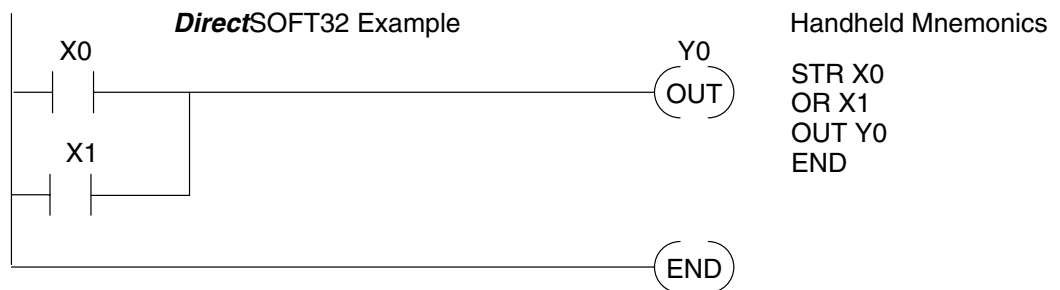 DirectSOFT32 Example
Handheld Mnemonics
X0
Y0
OUT
X1
END
STR X0
OR X1
OUT Y0
END